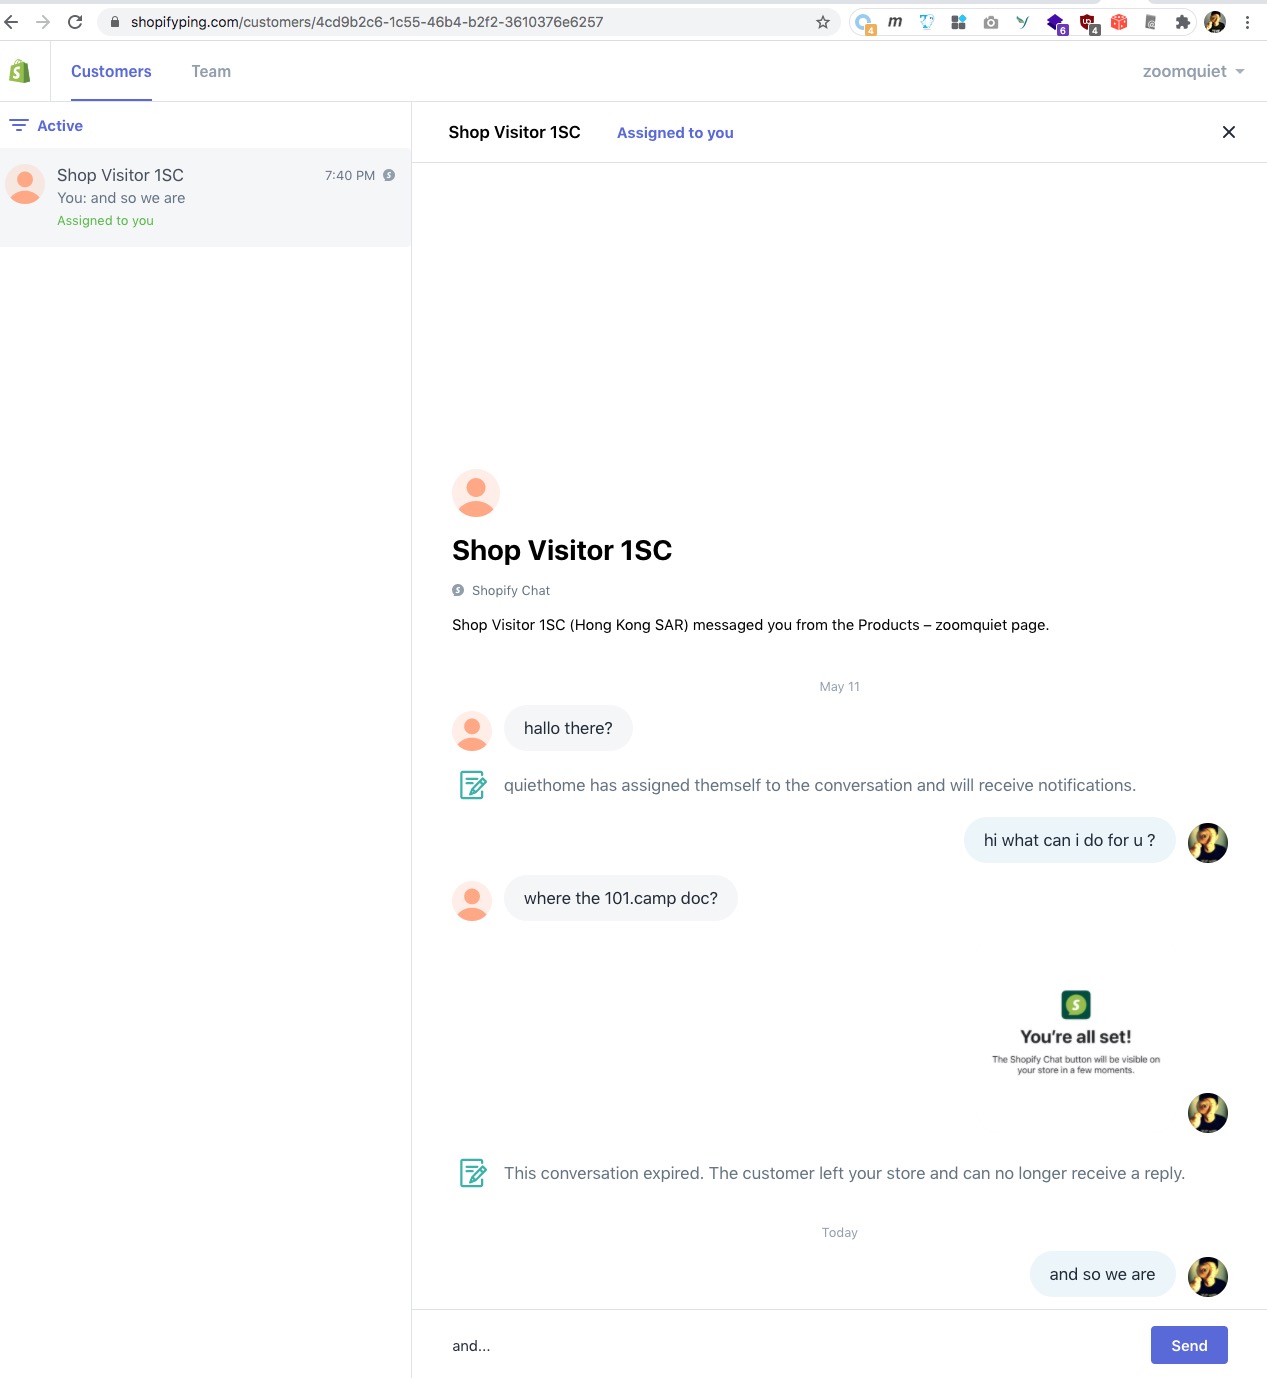 shopifyping.com/customers/4cd9b2c6-1c55-46b4-b2f2-3610376e6257
4
m
6
4
Customers
Team
zoomquiet
Active
Shop Visitor 1SC
7:40 PM
You: and so we are
Assigned to you
Shop Visitor 1SC
Assigned to you
Shop Visitor 1SC
Shopify Chat
Shop Visitor 1SC (Hong Kong SAR) messaged you from the Products – zoomquiet page.
May 11
hallo there?
quiethome has assigned themself to the conversation and will receive notifications.
hi what can i do for u ?
where the 101.camp doc?
You're all set!
The Shopify Chat button will be visible on
your store in a few moments.
This conversation expired. The customer left your store and can no longer receive a reply.
Today
and so we are
and...
Send